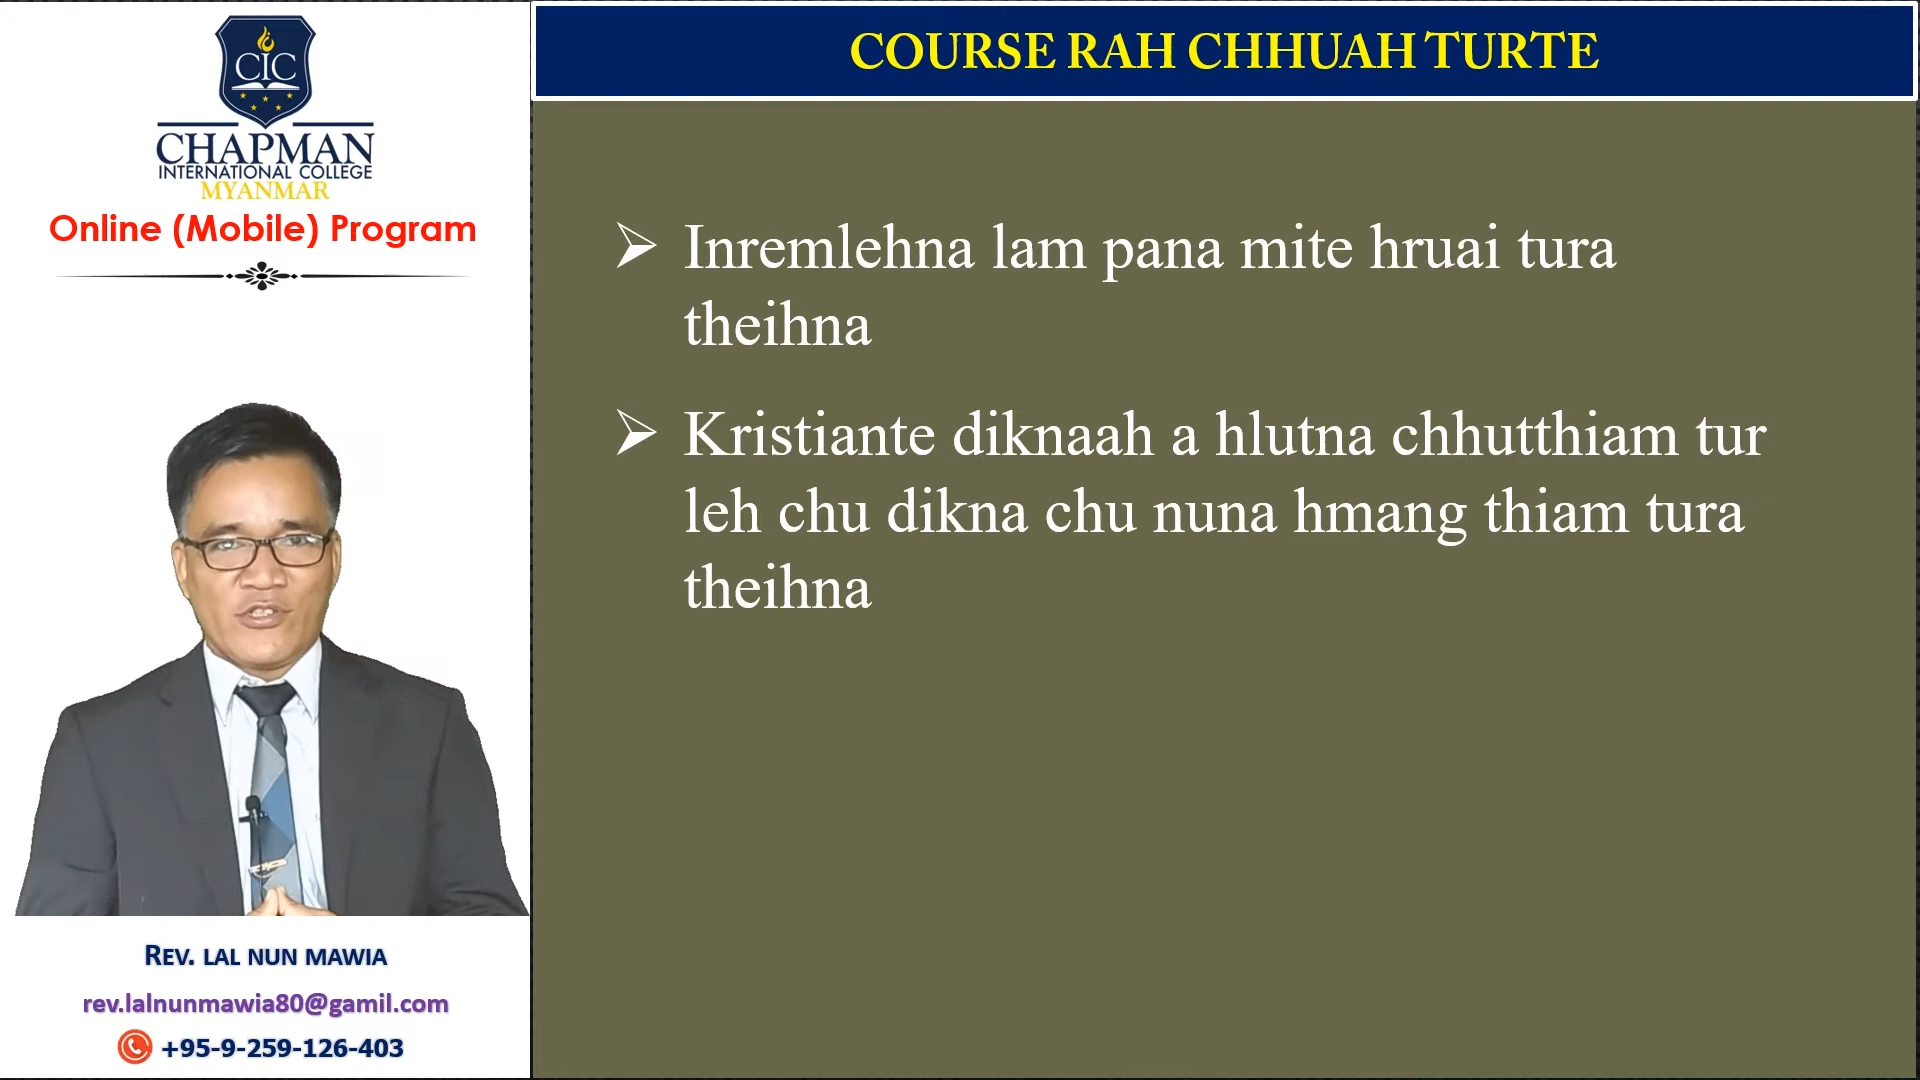 CIC
CHAPMAN
INTERNATIONAL COLLEGE
MYANMAR
Online (Mobile) Program
REV. LAL NUN MAWIA
rev.lalnunmawia80@gamil.com
+95-9-259-126-403
COURSE RAH CHHUAH TURTE
Inremlehna lam pana mite hruai tura
theihna
Kristiante diknaah a hlutna chhutthiam tur
leh chu dikna chu nuna hmang thiam tura
theihna